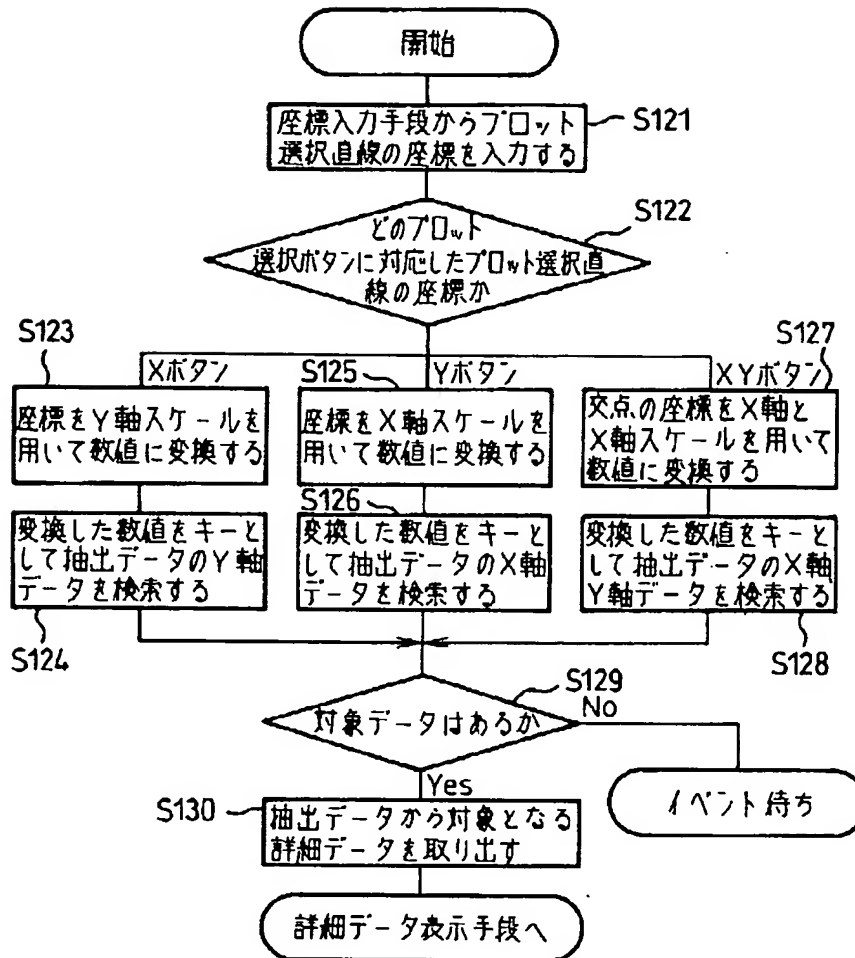 開始
座標入力手段からプロット
選択直線の座標を入力する
S121
どのプロット
選択ボタンに対応したプロット選択直
線の座標か
S122
S123
Xボタン
座標をY軸スケールを
用いて数値に変換する
S125
Yボタン
座標をX軸スケールを
用いて数値に変換する
S127
XYボタン
交点の座標をX軸と
X軸スケールを用いて
数値に変換する
変換した数値をキーと
して抽出データのY軸
データを検索する
S124
S126
変換した数値をキーと
して抽出データのX軸
データを検索する
変換した数値をキーと
して抽出データのX軸
Y軸データを検索する
S128
対象データはあるか
S129
No
Yes
イベント待ち
S130
抽出データから対象となる
詳細データを取り出す
詳細データ表示手段へ